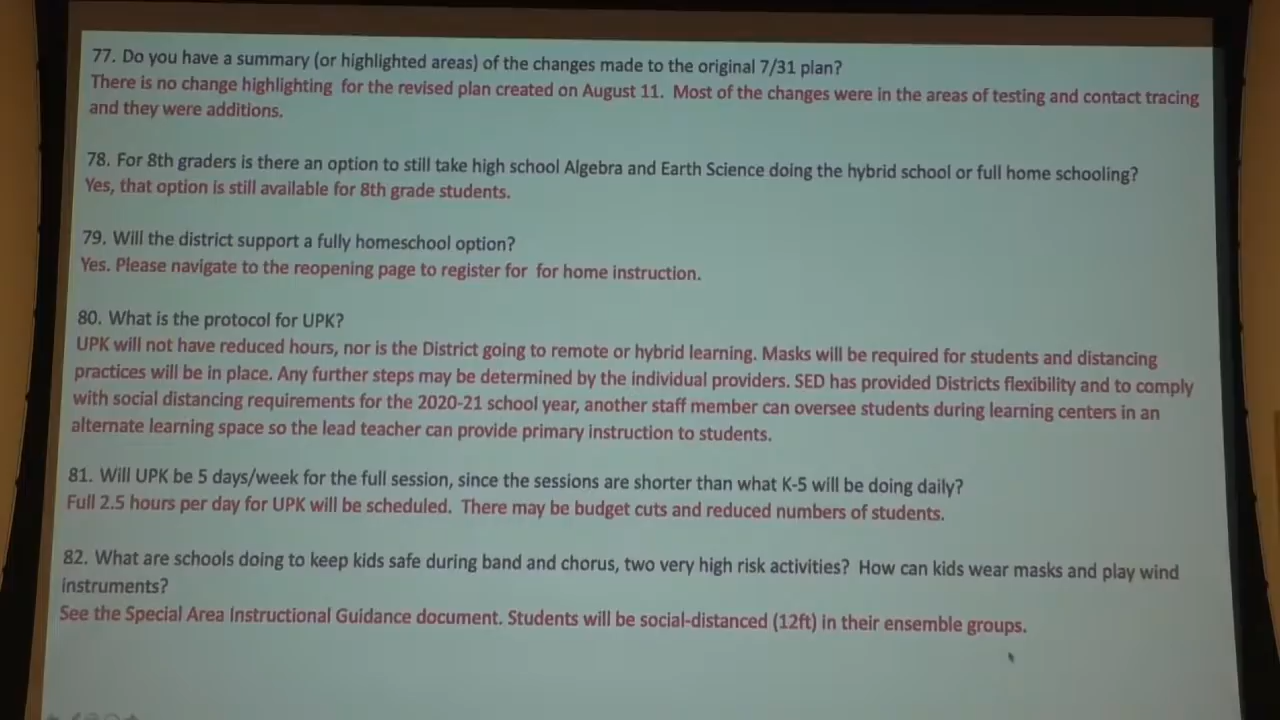 77. Do you have a summary (or highlighted areas) of the changes made to the original 7/31 plan?
There is no change highlighting for the revised plan created on August 11. Most of the changes were in the areas of testing and contact tracing
and they were additions.
78. For 8th graders is there an option to still take high school Algebra and Earth Science doing the hybrid school or full home schooling?
Yes, that option is still available for 8th grade students.
79. Will the district support a fully homeschool option?
Yes. Please navigate to the reopening page to register for for home instruction.
80. What is the protocol for UPK?
UPK will not have reduced hours, nor is the District going to remote or hybrid learning. Masks will be required for students and distancing
practices will be in place. Any further steps may be determined by the individual providers. SED has provided Districts flexibility and to comply
with social distancing requirements for the 2020-21 school year, another staff member can oversee students during learning centers in an
alternate learning space so the lead teacher can provide primary instruction to students.
81. Will UPK be 5 days/week for the full session, since the sessions are shorter than what K-5 will be doing daily?
Full 2.5 hours per day for UPK will be scheduled. There may be budget cuts and reduced numbers of students.
82. What are schools doing to keep kids safe during band and chorus, two very high risk activities? How can kids wear masks and play wind
instruments?
See the Special Area Instructional Guidance document. Students will be social-distanced (12ft) in their ensemble groups.